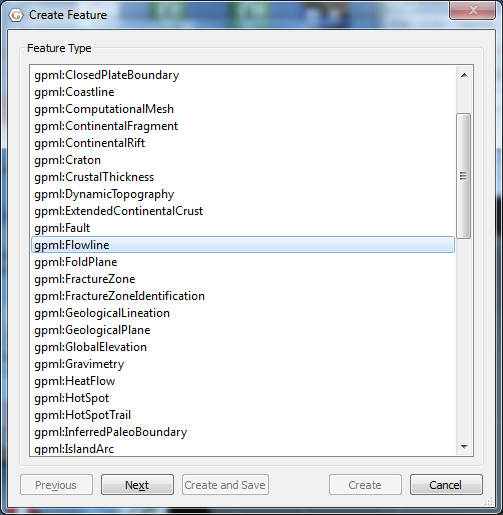 Create Feature
Feature Type
gpml:ClosedPlateBoundary
gpml:Coastline
gpml:ComputationalMesh
gpml:ContinentalFragment
gpml:ContinentalRift
gpml:Craton
gpml:CrustalThickness
gpml:DynamicTopography
gpml:ExtendedContinentalCrust
gpml:Fault
gpml:Flowline
gpml:FoldPlane
gpml:FractureZone
gpml:FractureZoneIdentification
gpml:GeologicalLineation
gpml:GeologicalPlane
gpml:GlobalElevation
gpml:Gravimetry
gpml:HeatFlow
gpml:HotSpot
gpml:HotSpotTrail
gpml:InferredPaleoBoundary
gpml:IslandArc
Previous Next Create and Save Create Cancel